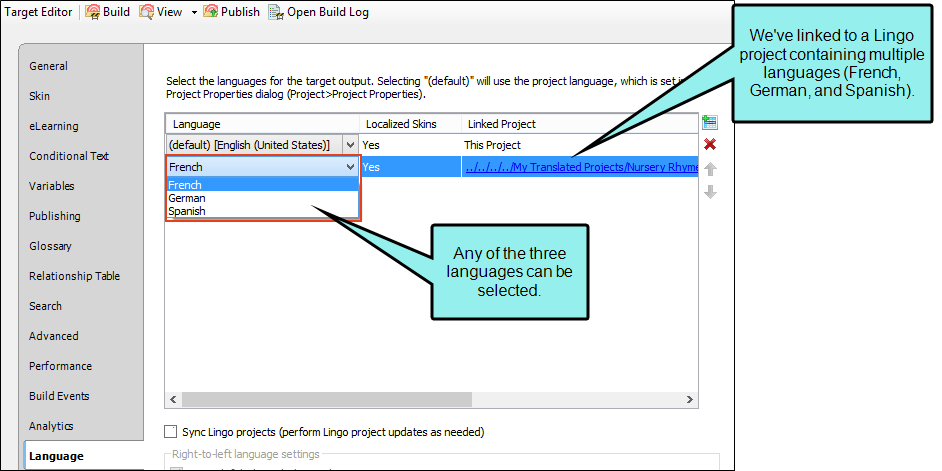 Target Editor Build View Publish Open Build Log
We've linked to a Lingo
project containing multiple
languages (French,
German, and Spanish).
General
Skin
eLearning
Conditional Text
Variables
Publishing
Glossary
Relationship Table
Search
Advanced
Performance
Build Events
Analytics
Language
Select the languages for the target output. Selecting "(default)" will use the project language, which is set i
Project Properties dialog (Project>Project Properties).
Language Localized Skins Linked Project
(default) [English (United States)] Yes This Project
French Yes ../../../../My Translated Projects/Nursery Rhyme
French
German
Spanish
Any of the three
languages can be
selected.
Sync Lingo projects (perform Lingo project updates as needed)
Right-to-left language settings